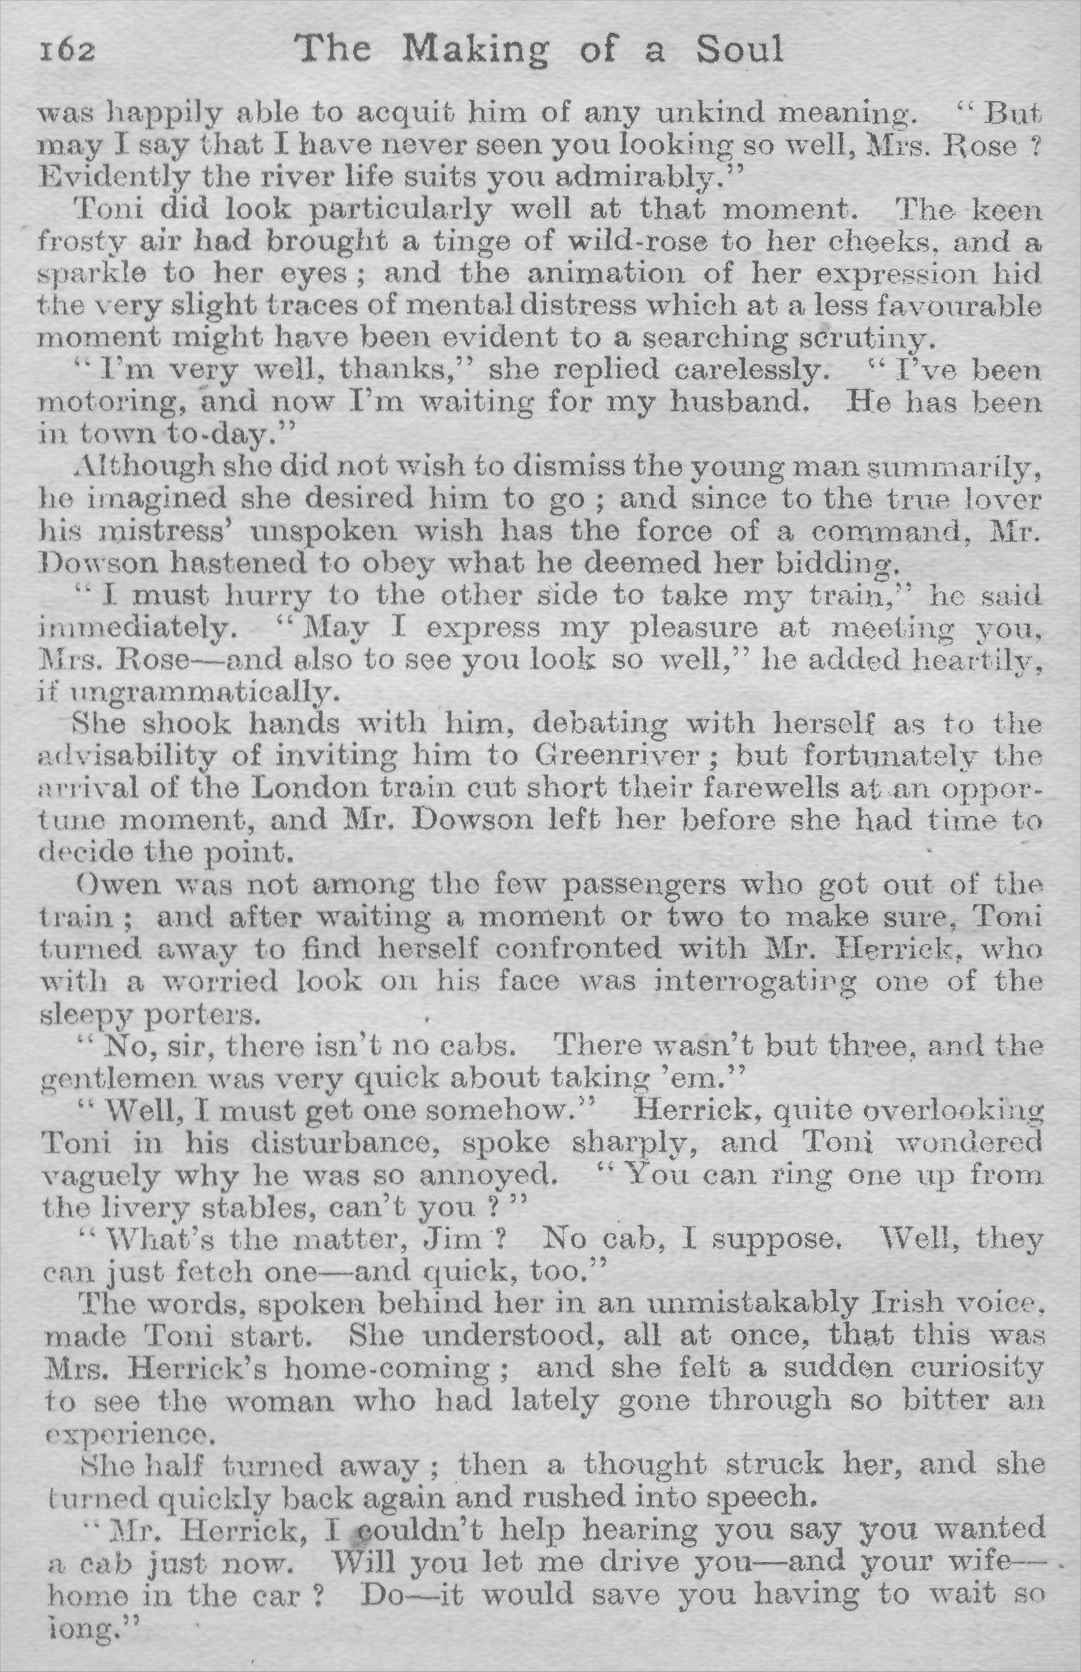 162 The Making of a Soul
was happily able to acquit him of any unkind meaning. “ But
may I say that I have never seen you looking so well, Mrs. Rose ?
Evidently the river life suits you admirably.”
Toni did look particularly well at that moment. The keen
frosty air had brought a tinge of wild-rose to her cheeks, and a
sparkle to her eyes ; and the animation of her expression hid
the very slight traces of mental distress which at a less favourable
moment might have been evident to a searching scrutiny.
“ I’m very well, thanks,” she replied carelessly. “ I’ve been
motoring, and now I’m waiting for my husband. He has been
in town to-day.”
Although she did not wish to dismiss the young man summarily,
he imagined she desired him to go ; and since to the true lover
his mistress’ unspoken wish has the force of a command, Mr.
Dowson hastened to obey what he deemed her bidding.
“ I must hurry to the other side to take my train,” he said
immediately. “ May I express my pleasure at meeting you,
Mrs. Rose—and also to see you look so well,” he added heartily,
if ungrammatically.
She shook hands with him, debating with herself as to the
advisability of inviting him to Greenriver ; but fortunately the
arrival of the London train cut short their farewells at an oppor-
tune moment, and Mr. Dowson left her before she had time to
decide the point.
Owen was not among the few passengers who got out of the
train ; and after waiting a moment or two to make sure, Toni
turned away to find herself confronted with Mr. Herrick, who
with a worried look on his face was interrogating one of the
sleepy porters.
“ No, sir, there isn’t no cabs. There wasn’t but three, and the
gentlemen was very quick about taking ’em.”
“ Well, I must get one somehow.” Herrick, quite overlooking
Toni in his disturbance, spoke sharply, and Toni wondered
vaguely why he was so annoyed. “ You can ring one up from
the livery stables, can’t you ? ”
“ What’s the matter, Jim ? No cab, I suppose. Well, they
can just fetch one—and quick, too.”
The words, spoken behind her in an unmistakably Irish voice,
made Toni start. She understood, all at once, that this was
Mrs. Herrick’s home-coming ; and she felt a sudden curiosity
to see the woman who had lately gone through so bitter an
experience.
She half turned away ; then a thought struck her, and she
turned quickly back again and rushed into speech.
“ Mr. Herrick, I couldn’t help hearing you say you wanted
a cab just now. Will you let me drive you—and your wife—
home in the car ? Do—it would save you having to wait so
long.”